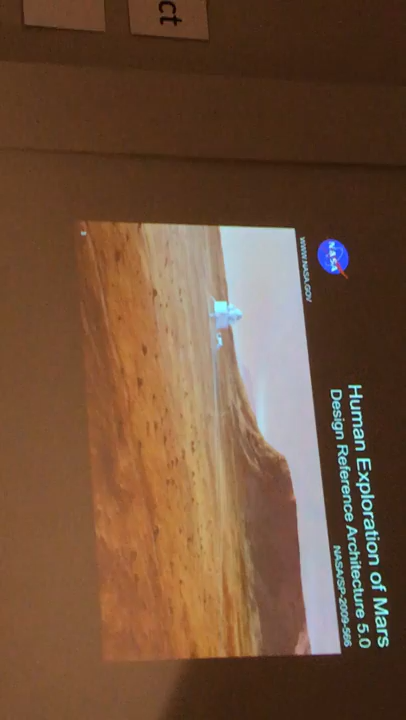 ct
NASA
WWW.NASA.GOV
Human Exploration of Mars
Design Reference Architecture 5.0
NASA/SP-2009-566